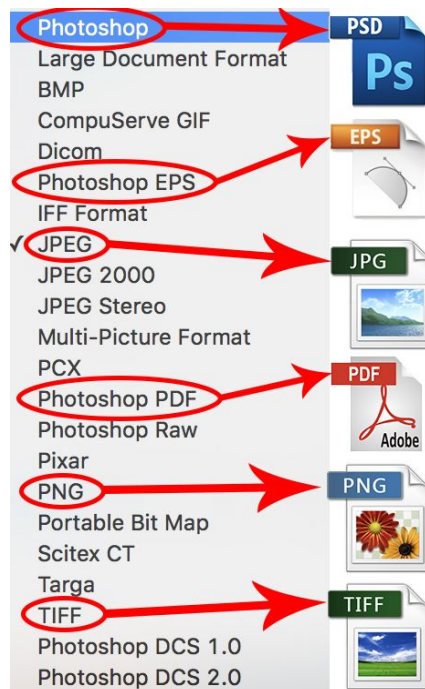 Photoshop
PSD
Large Document Format
Ps
BMP
CompuServe GIF
EPS
Dicom
Photoshop EPS
IFF Format
✓ JPEG
JPG
JPEG 2000
JPEG Stereo
Multi-Picture Format
PCX
PDF
Photoshop PDF
Photoshop Raw
Adobe
Pixar
PNG
PNG
Portable Bit Map
Scitex CT
Targa
TIFF
TIFF
Photoshop DCS 1.0
Photoshop DCS 2.0